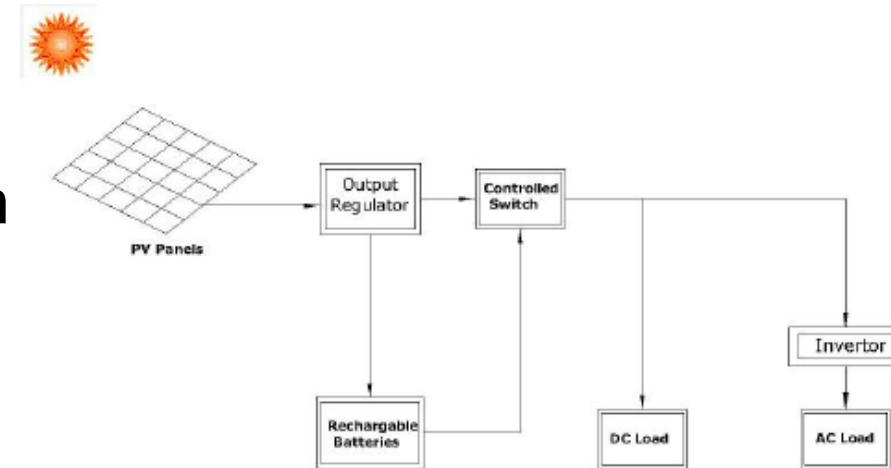 Output
Regulator
Controlled
Switch
n
PV Panels
Invertor
Rechargable
Batteries
DC Load
AC Load